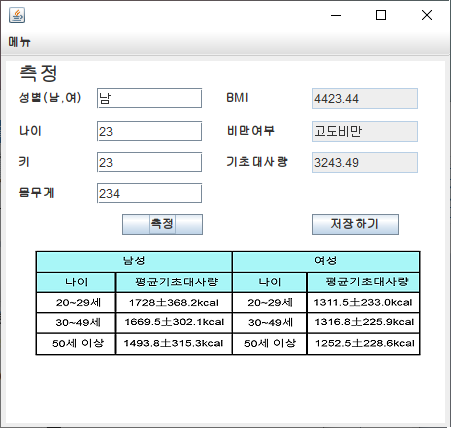 메뉴
측정
성별(남.여) 남 BMI 4423.44
나이 23 비만여부 고도비만
키 23 기초대사량 3243.49
몸무게 234
측정 저장하기
남성 여성
나이 평균기초대사량 나이 평균기초대사량
20~29세 1728±368.2kcal 20~29세 1311.5±233.0kcal
30~49세 1669.5±302.1kcal 30~49세 1316.8±225.9kcal
50세 이상 1493.8±315.3kcal 50세 이상 1252.5±228.6kcal